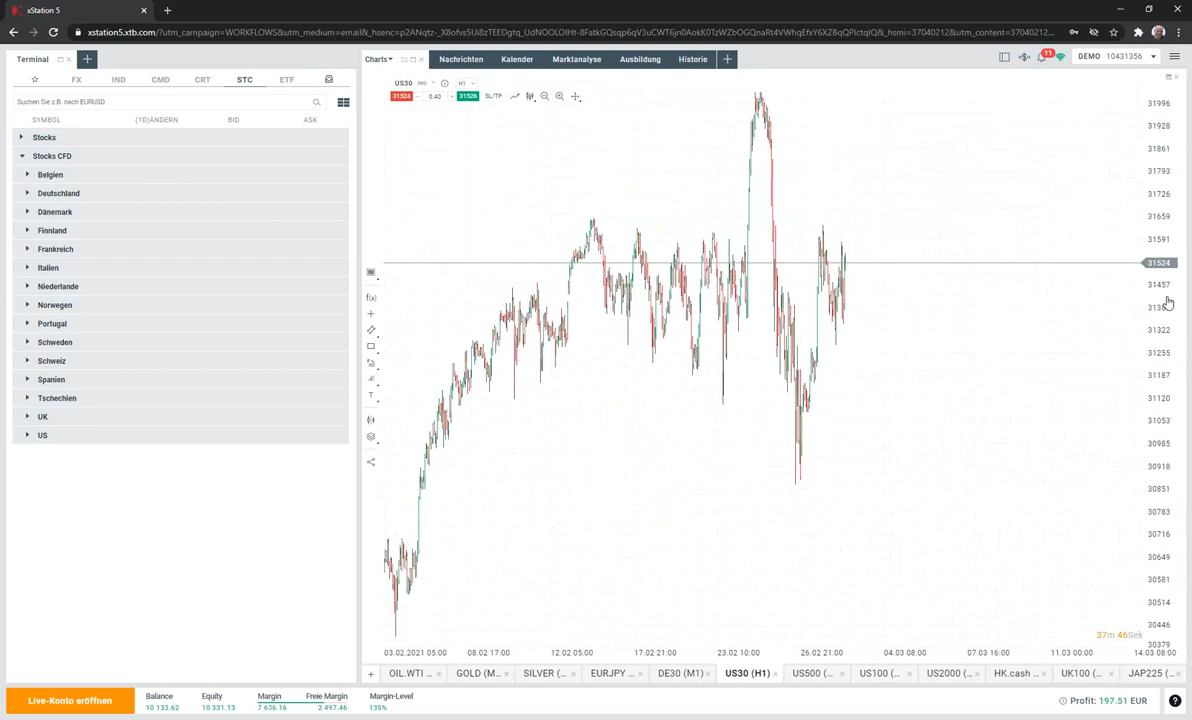 xStation 5
xstation5.xtb.com/?utm_campaign=WORKFLOWS&utm_medium=email&_hsenc=
Terminal
Charts
Nachrichten
Kalender
Marktanalyse
Ausbildung
Historie
11
DEMO 10431356
FX
IND
CMD
CRT
STC
ETF
Suchen Sie z.B. nach EURUSD
SYMBOL
(1D)ÄNDERN
BID
ASK
Stocks
Stocks CFD
Belgien
Deutschland
Dänemark
Finnland
Frankreich
Italien
Niederlande
Norwegen
Portugal
Schweden
Schweiz
Spanien
Tschechien
UK
US
US30
IND
H1
31524
0.40
31526
SL/TP
f(x)
T
31996
31928
31861
31793
31726
31659
31591
31524
31457
31322
31255
31187
31120
31053
30985
30918
30851
30783
30716
30649
30581
30514
30446
30379
37m 46Sek
03.02.2021 05:00
08.02 17:00
12.02 05:00
17.02 21:00
23.02 10:00
26.02 21:00
04.03 08:00
07.03 16:00
11.03 00:00
14.03 08:00
OIL.WTI ...
GOLD (M...
SILVER (...
EURJPY ...
DE30 (M1)
US30 (H1)
US500 (...
US100 (...
US2000 (...
HK.cash ...
UK100 (...
JAP225 (...
Live-Konto eröffnen
Balance
10 133.62
Equity
10 331.13
Margin
7 636.16
Freie Margin
2 497.46
Margin-Level
135%
Profit: 197.51 EUR
?